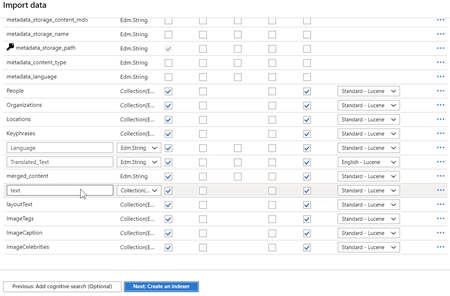 Import data
metadata_storage_content_md5 Edm.String
metadata_storage_name Edm.String
metadata_storage_path Edm.String
metadata_content_type Edm.String
metadata_language Edm.String
People Collection(E... Standard - Lucene
Organizations Collection(E... Standard - Lucene
Locations Collection(E... Standard - Lucene
Keyphrases Collection(E... Standard - Lucene
Language Edm.String Standard - Lucene
Translated_Text Edm.String English - Lucene
merged_content Edm.String Standard - Lucene
text Collection(... Standard - Lucene
layoutText Collection(E... Standard - Lucene
ImageTags Collection(E... Standard - Lucene
ImageCaption Collection(E... Standard - Lucene
ImageCelebrities Collection(E... Standard - Lucene
Previous: Add cognitive search (Optional) Next: Create an indexer